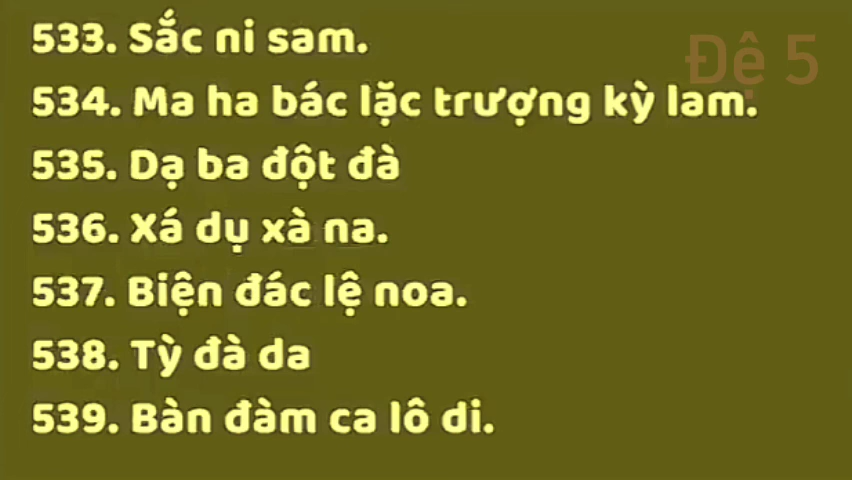 533. Sắc ni sam.
Đệ 5
534. Ma ha bác lặc trượng kỳ lam.
535. Dạ ba đột đà
536. Xá dụ xà na.
537. Biện đác lệ noa.
538. Tỳ đà da
539. Bàn đàm ca lô di.